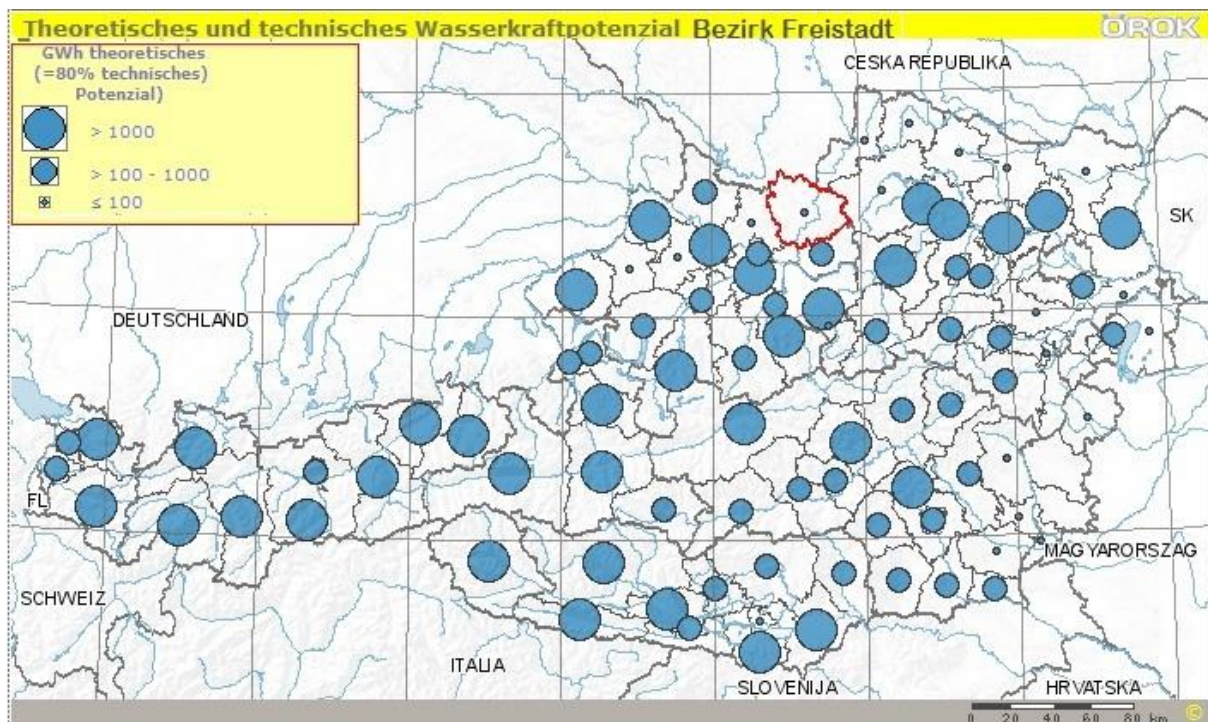 Theoretisches und technisches Wasserkraftpotenzial Bezirk Freistadt
ÖROK
GWh theoretisches
(=80% technisches)
Potenzial)
> 1000
> 100 - 1000
≤ 100
CESKA REPUBLIKA
SK
DEUTSCHLAND
FL
MAGYARORSZAG
SCHWEIZ
ITALIA
SLOVENIJA
HRVATSKA
0 20 40 60 80 km
©